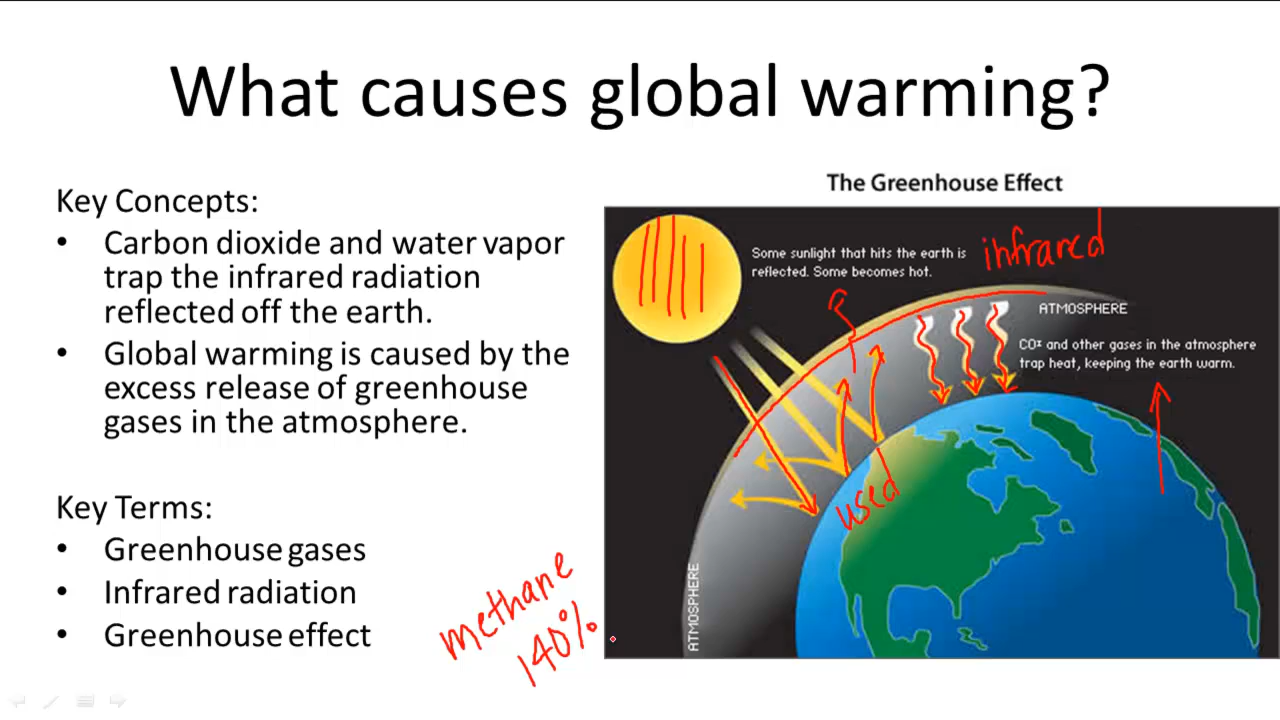 What causes global warming?
Key Concepts:
• Carbon dioxide and water vapor
trap the infrared radiation
reflected off the earth.
• Global warming is caused by the
excess release of greenhouse
gases in the atmosphere.
Key Terms:
• Greenhouse gases
• Infrared radiation
• Greenhouse effect
methane
140%
The Greenhouse Effect
Some sunlight that hits the earth is
reflected. Some becomes hot.
infrared
ATMOSPHERE
CO² and other gases in the atmosphere
trap heat, keeping the earth warm.
used
ATMOSPHERE